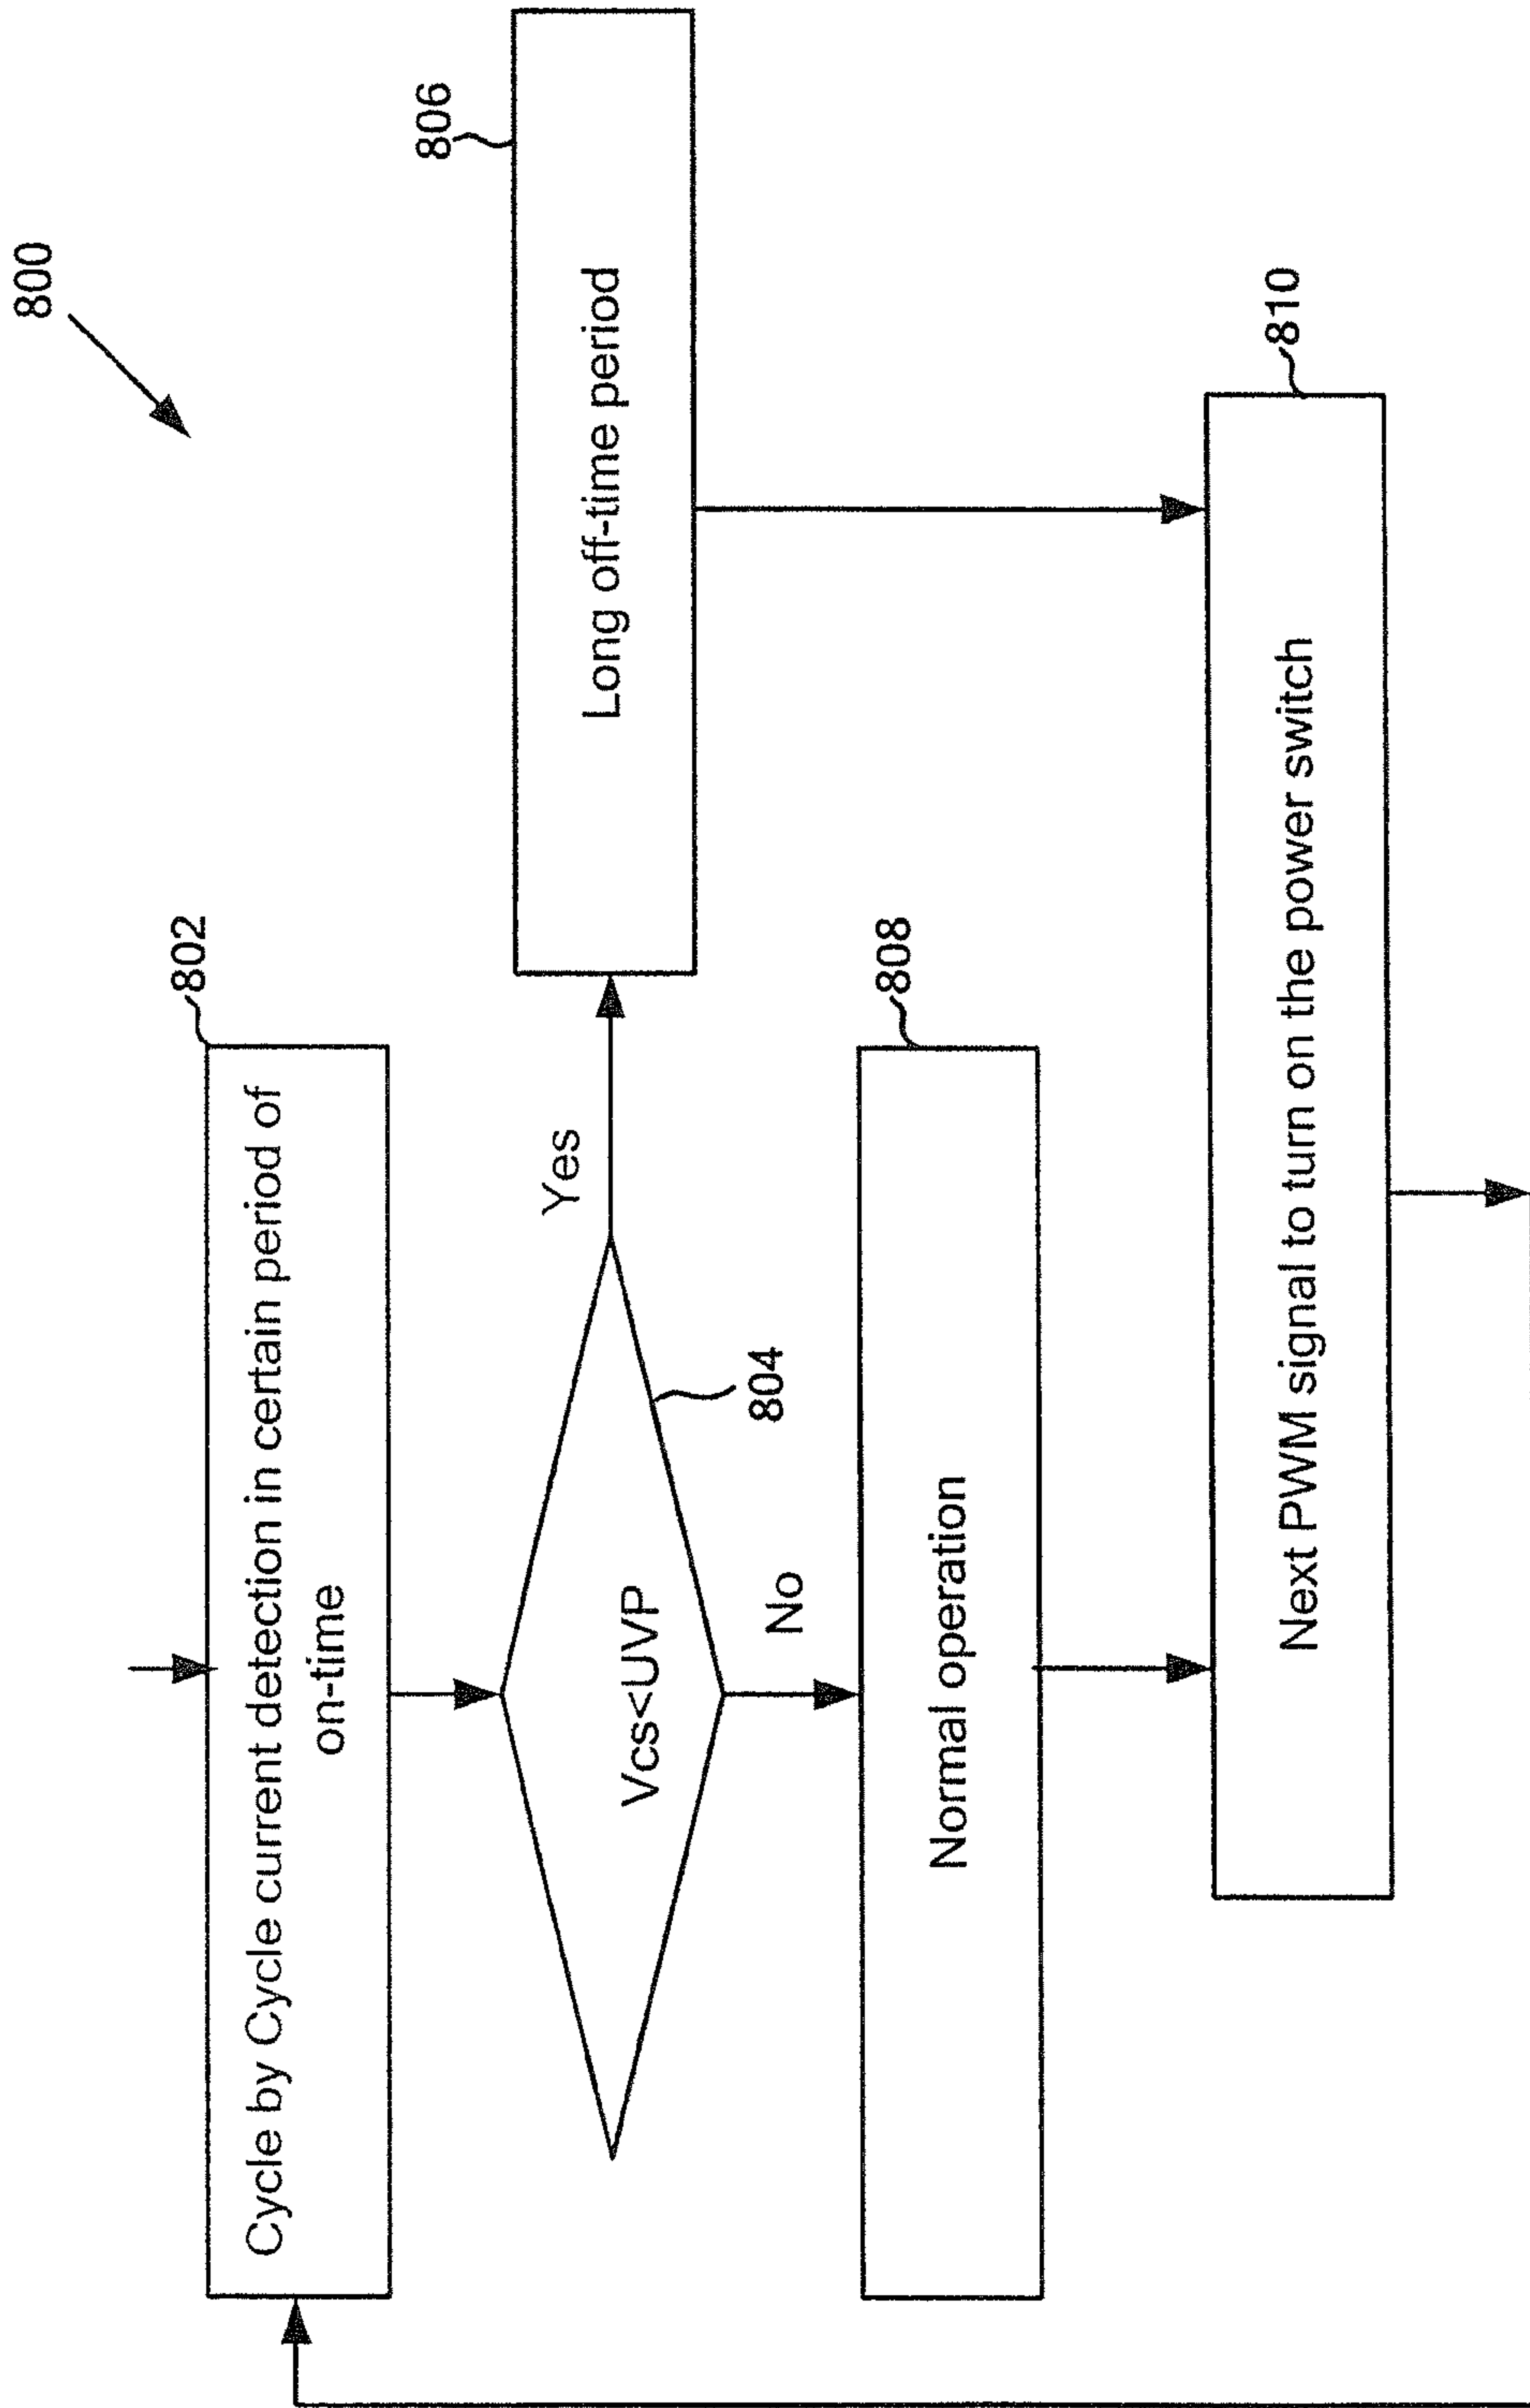 800
802
Cycle by Cycle current detection in certain period of
on-time
Vcs<UVP
804
Yes
806
Long off-time period
No
808
Normal operation
810
Next PWM signal to turn on the power switch